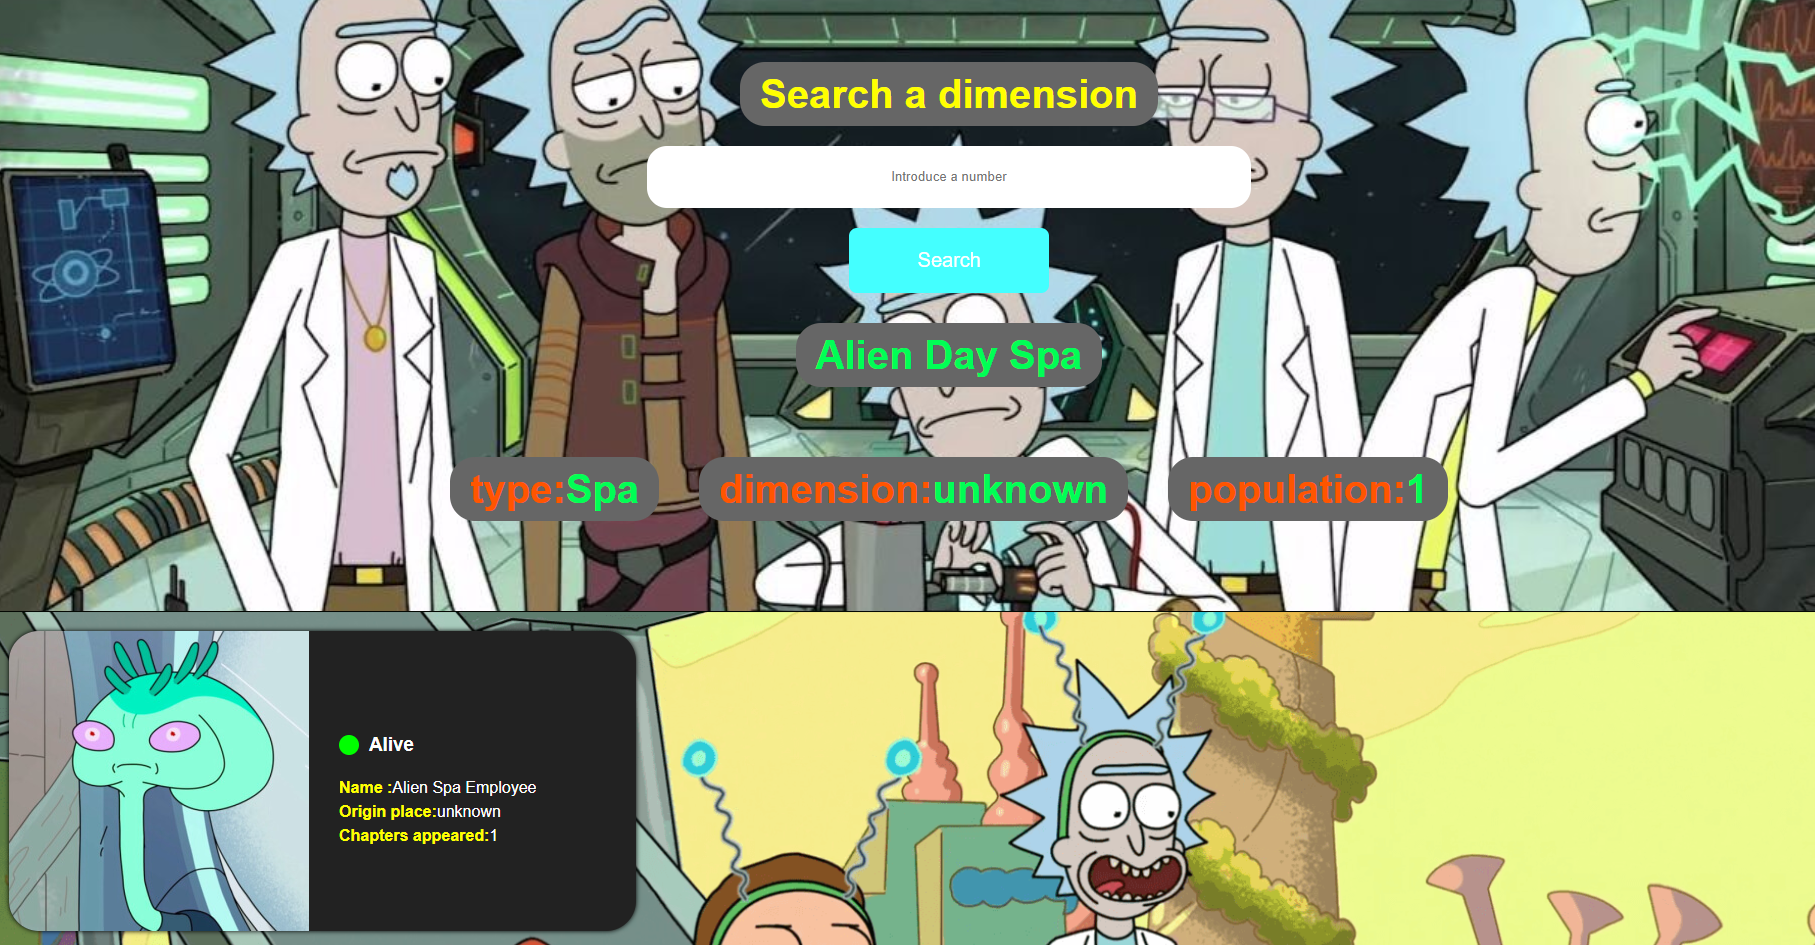 Search a dimension
Introduce a number
Search
Alien Day Spa
type:Spa dimension:unknown population:1
Alive
Name :Alien Spa Employee
Origin place:unknown
Chapters appeared:1